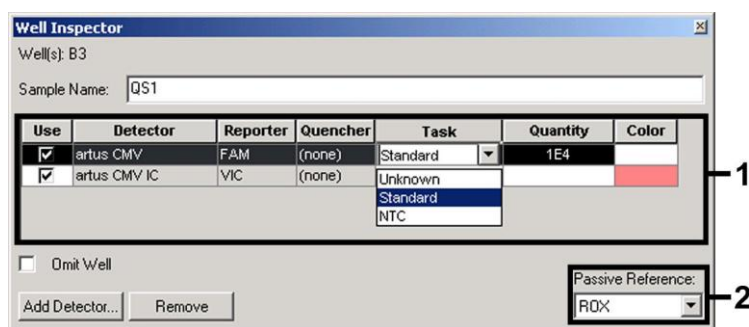 Well Inspector
Well(s): B3
Sample Name: QS1
Use Detector Reporter Quencher Task Quantity Color
artus CMV FAM (none) Standard 1E4
artus CMV IC VIC (none) Unknown
Standard
NTC
1
Omit Well
Passive Reference:
Add Detector... Remove ROX
2